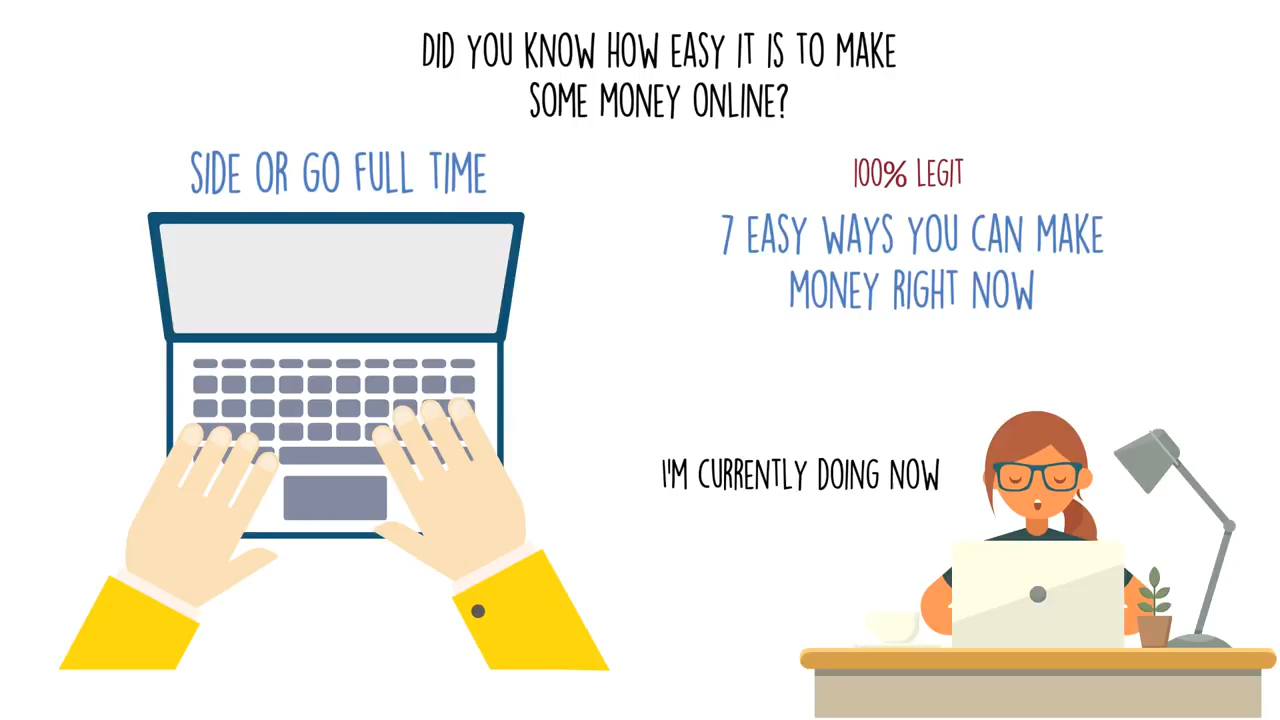 DID YOU KNOW HOW EASY IT IS TO MAKE
SOME MONEY ONLINE?
SIDE OR GO FULL TIME
100% LEGIT
7 EASY WAYS YOU CAN MAKE
MONEY RIGHT NOW
I'M CURRENTLY DOING NOW